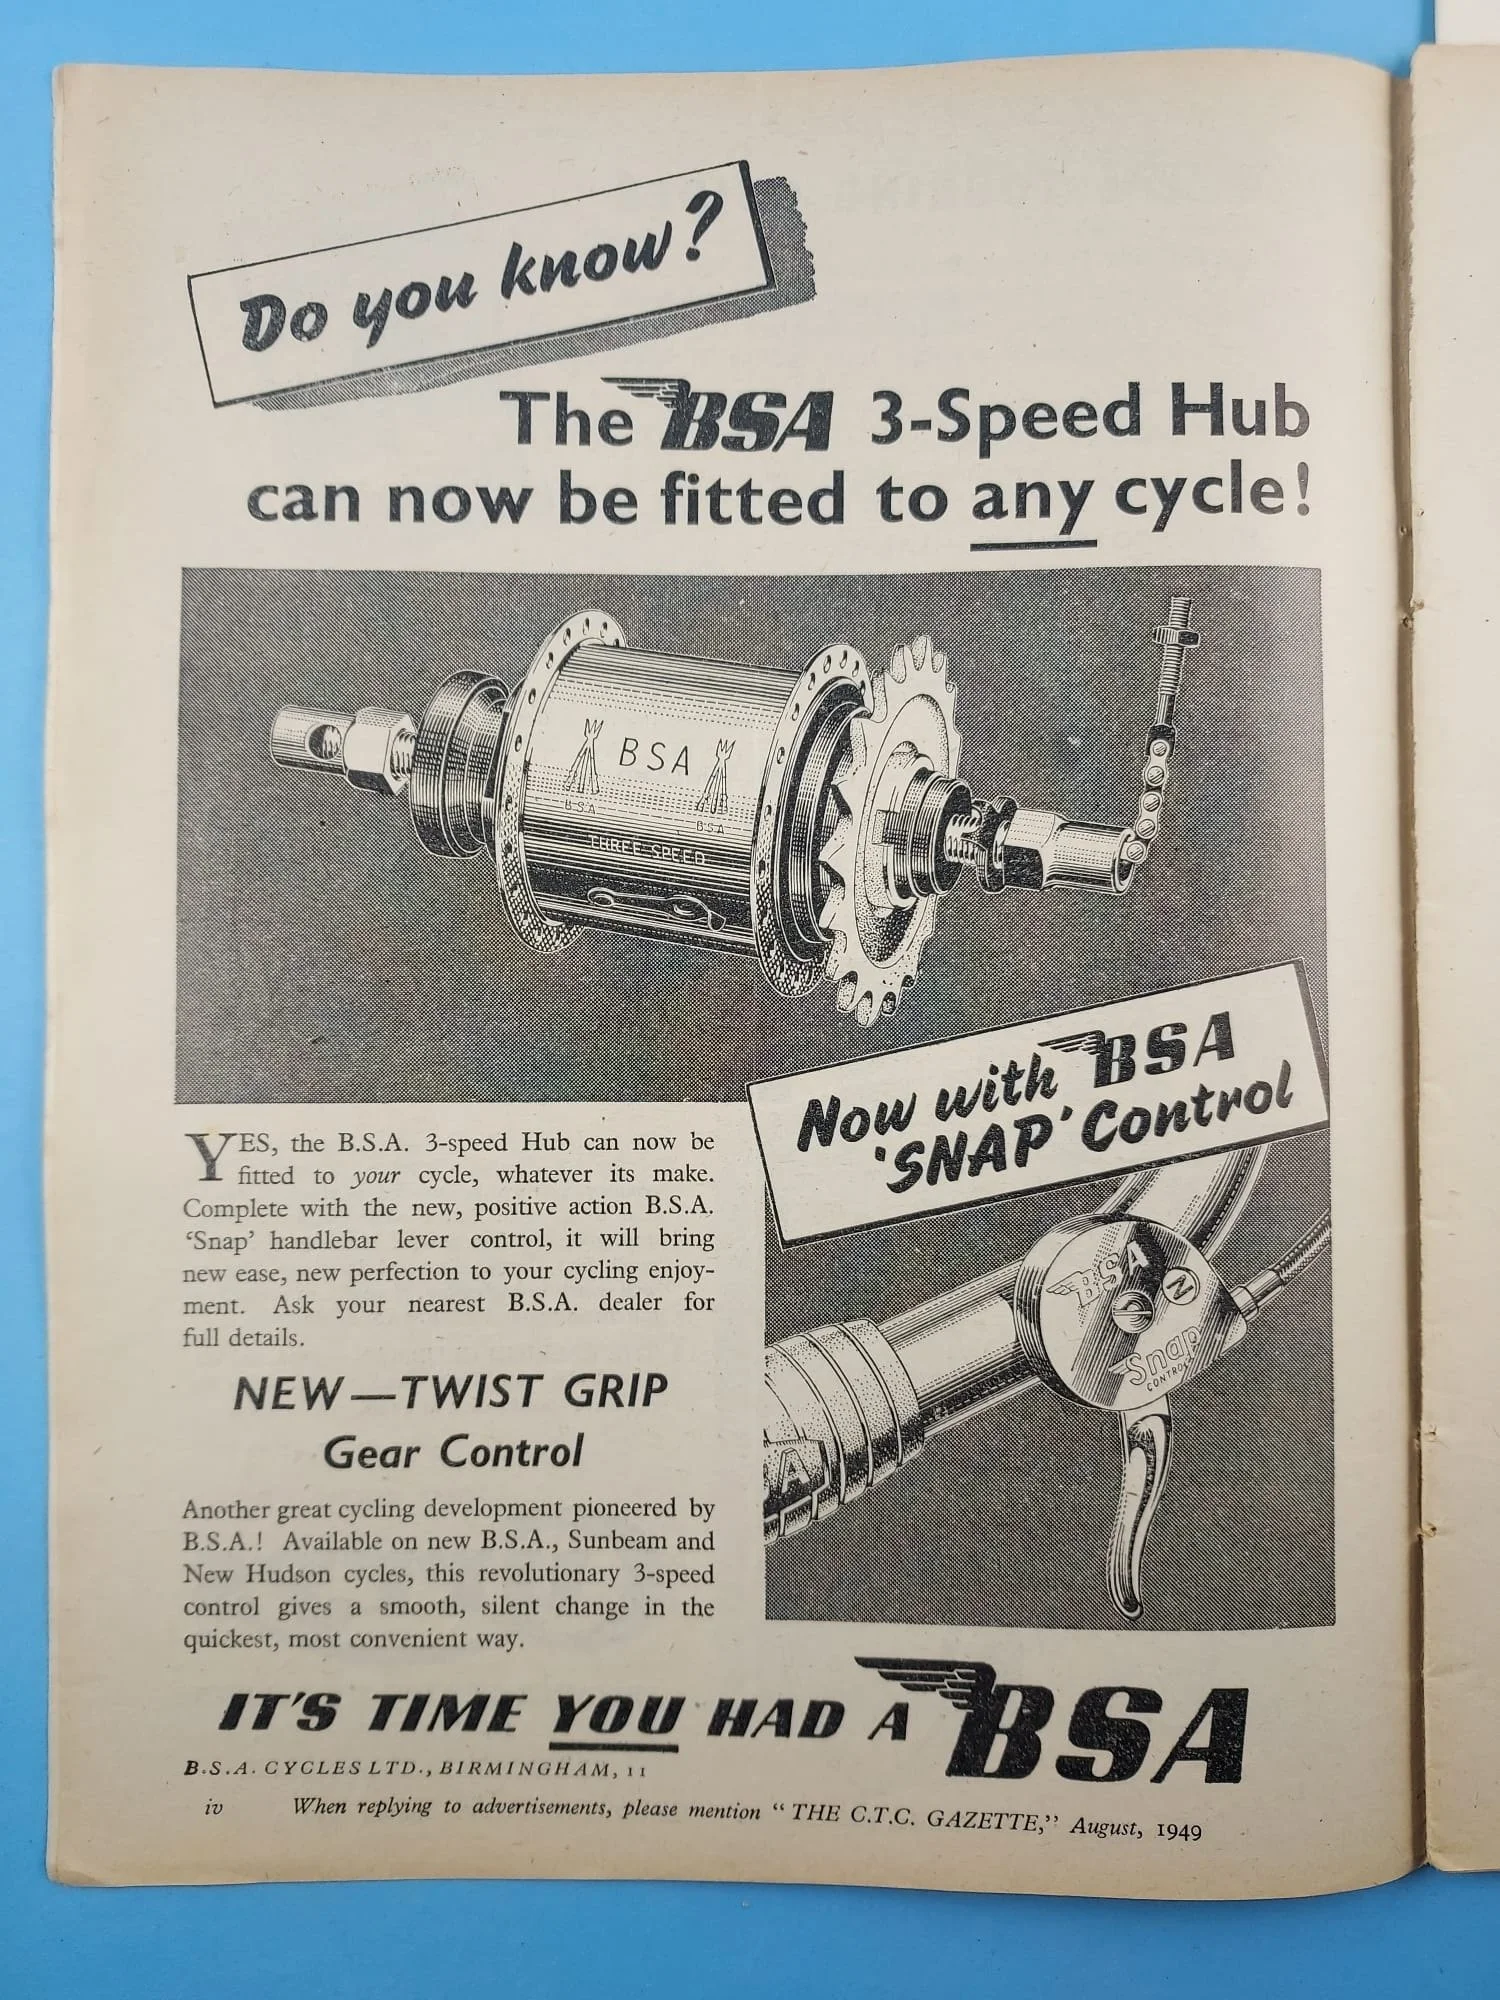 Do you know?
The BSA 3-Speed Hub
can now be fitted to any cycle!
BSA
BSA
BSA
THREE SPEED
Now with BSA
'SNAP' Control
YES, the B.S.A. 3-speed Hub can now be
fitted to your cycle, whatever its make.
Complete with the new, positive action B.S.A.
‘Snap’ handlebar lever control, it will bring
new ease, new perfection to your cycling enjoy-
ment. Ask your nearest B.S.A. dealer for
full details.
BSA
N
Snap
CONTROL
A
NEW—TWIST GRIP
Gear Control
Another great cycling development pioneered by
B.S.A.! Available on new B.S.A., Sunbeam and
New Hudson cycles, this revolutionary 3-speed
control gives a smooth, silent change in the
quickest, most convenient way.
IT'S TIME YOU HAD A BSA
B.S.A. CYCLES LTD., BIRMINGHAM, 11
iv When replying to advertisements, please mention “ THE C.T.C. GAZETTE,” August, 1949